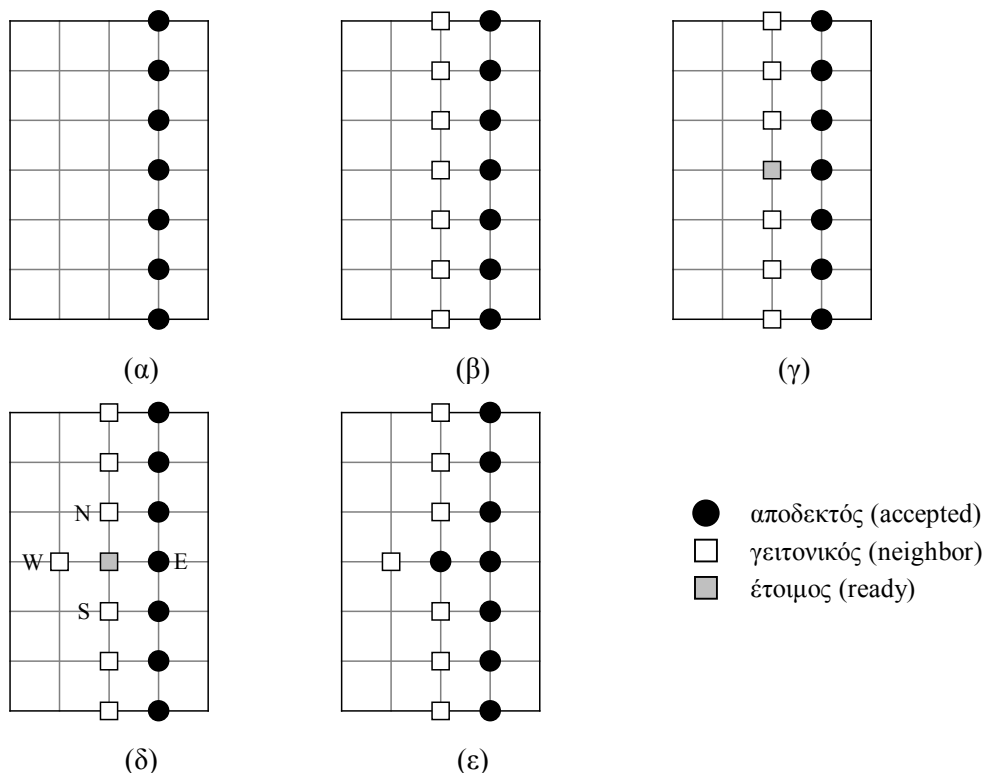 (α)
(β)
(γ)
N
W
E
S
αποδεκτός (accepted)
γειτονικός (neighbor)
έτοιμος (ready)
(δ)
(ε)